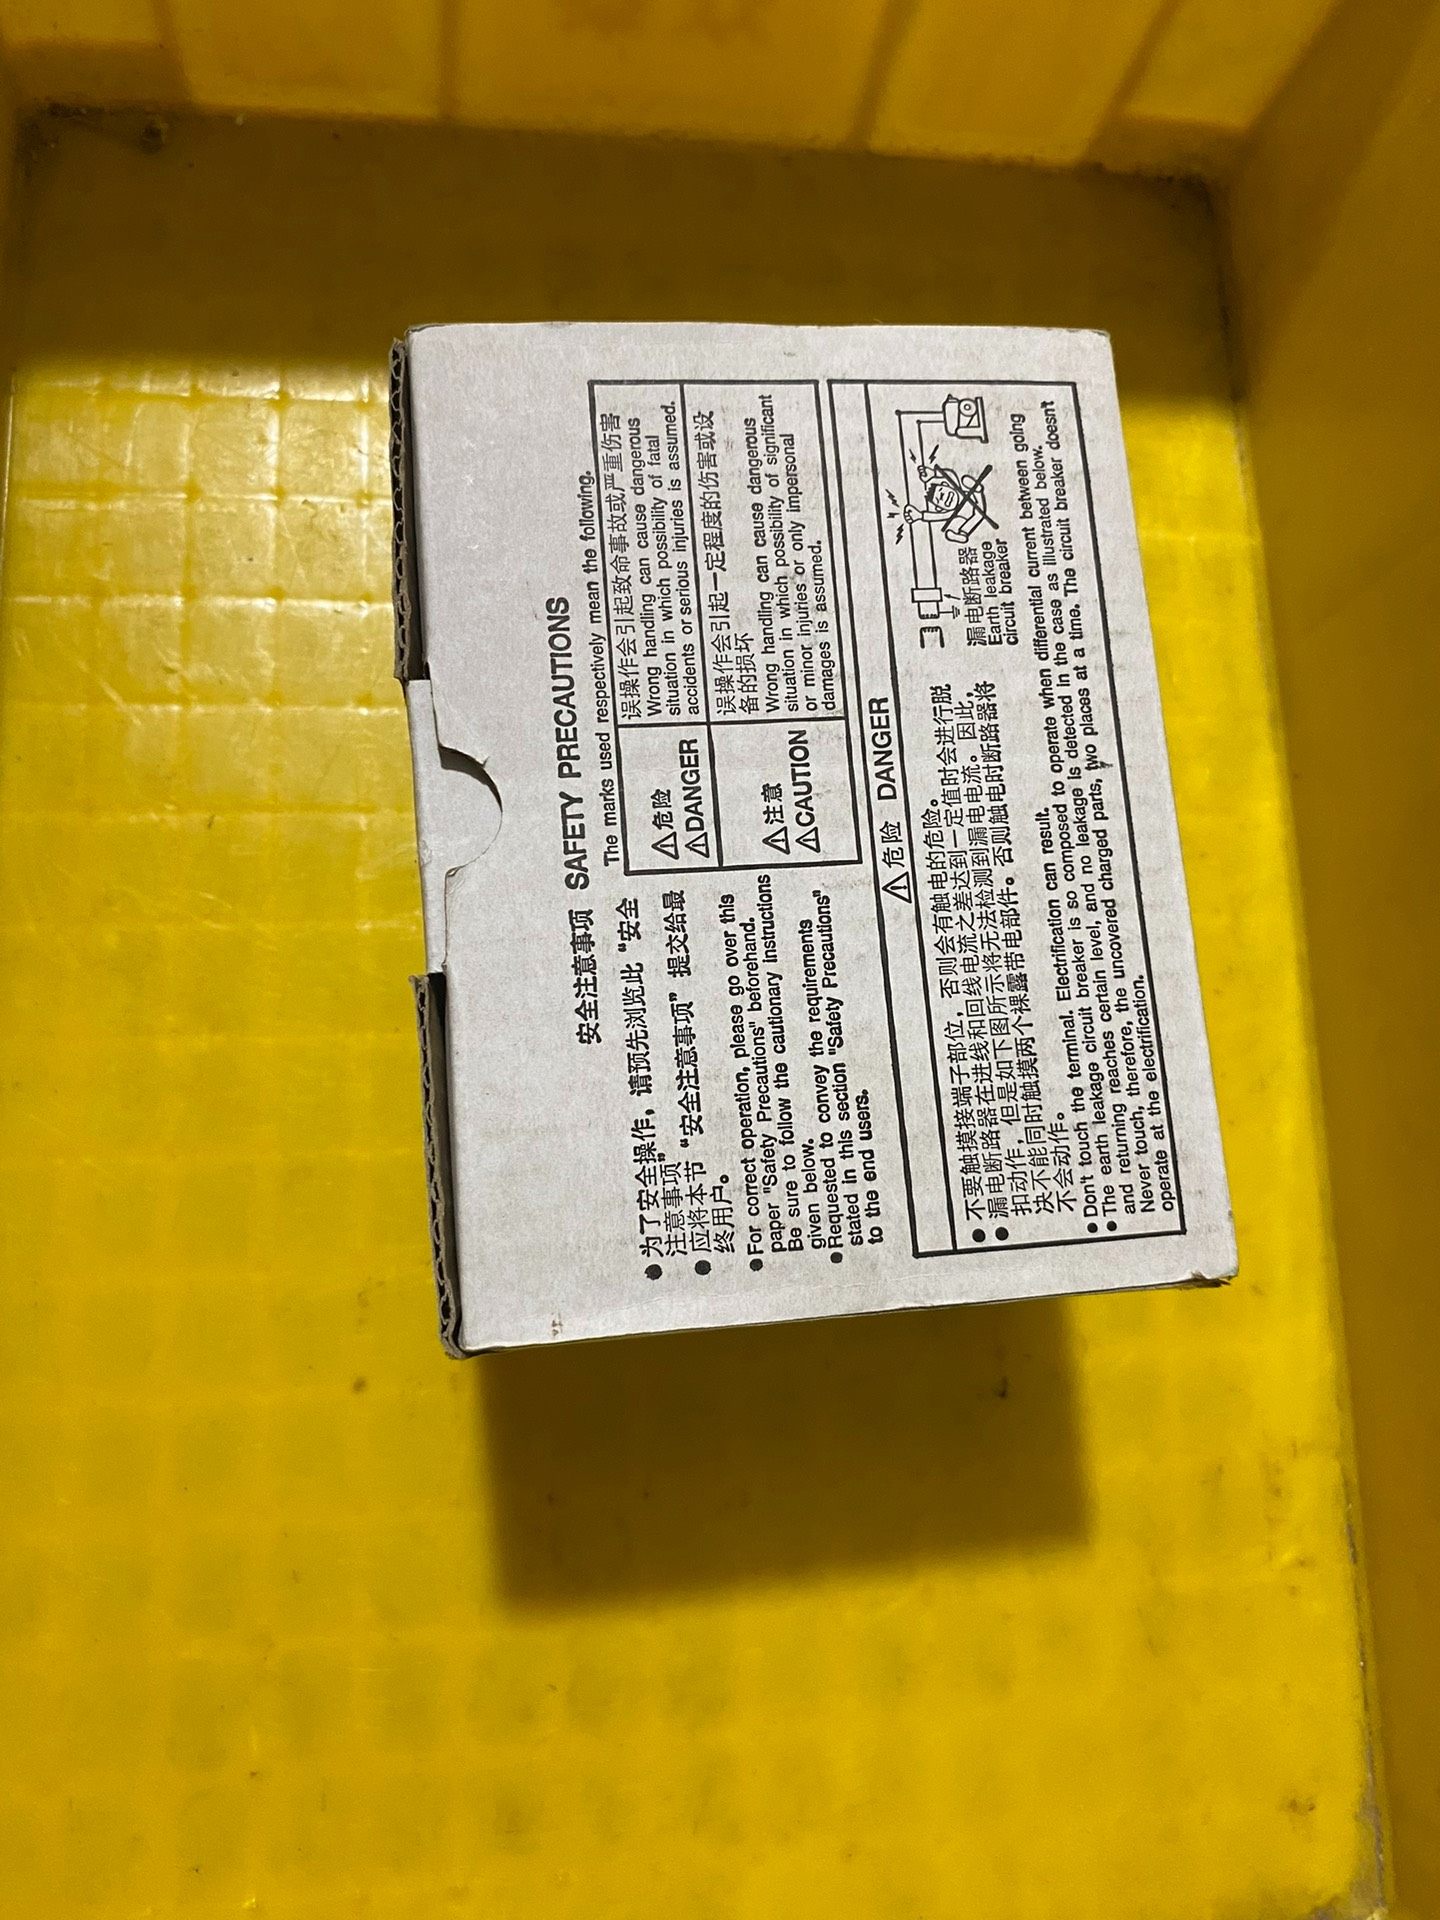 安全注意事项 SAFETY PRECAUTIONS
●为了安全操作，请预先浏览此“安全
注意事项”
●应将本节“安全注意事项”提交给最
终用户。
●For correct operation, please go over this
paper "Safety Precautions" beforehand.
Be sure to follow the cautionary instructions
given below.
●Requested to convey the requirements
stated in this section "Safety Precautions"
to the end users.
The marks used respectively mean the following.
⚠危险
⚠DANGER
误操作会引起致命事故或严重伤害
Wrong handling can cause dangerous
situation in which possibility of fatal
accidents or serious injuries is assumed.
⚠注意
⚠CAUTION
误操作会引起一定程度的伤害或设
备的损坏
Wrong handling can cause dangerous
situation in which possibility of significant
or minor injuries or only impersonal
damages is assumed.
⚠危险 DANGER
●不要触摸接端子部位，否则会有触电的危险。
●漏电断路器在进线和回线电流之差达到一定值时会进行脱
扣动作，但是如下图所示将无法检测到漏电电流。因此，
决不能同时触摸两个裸露带电部件。否则触电时断路器将
不会动作。
漏电断路器
Earth leakage
circuit breaker
●Don't touch the terminal. Electrification can result.
●The earth leakage circuit breaker is so composed to operate when differential current between going
and returning reaches certain level, and no leakage is detected in the case as illustrated below.
Never touch, therefore, the uncovered charged parts, two places at a time. The circuit breaker doesn't
operate at the electrification.